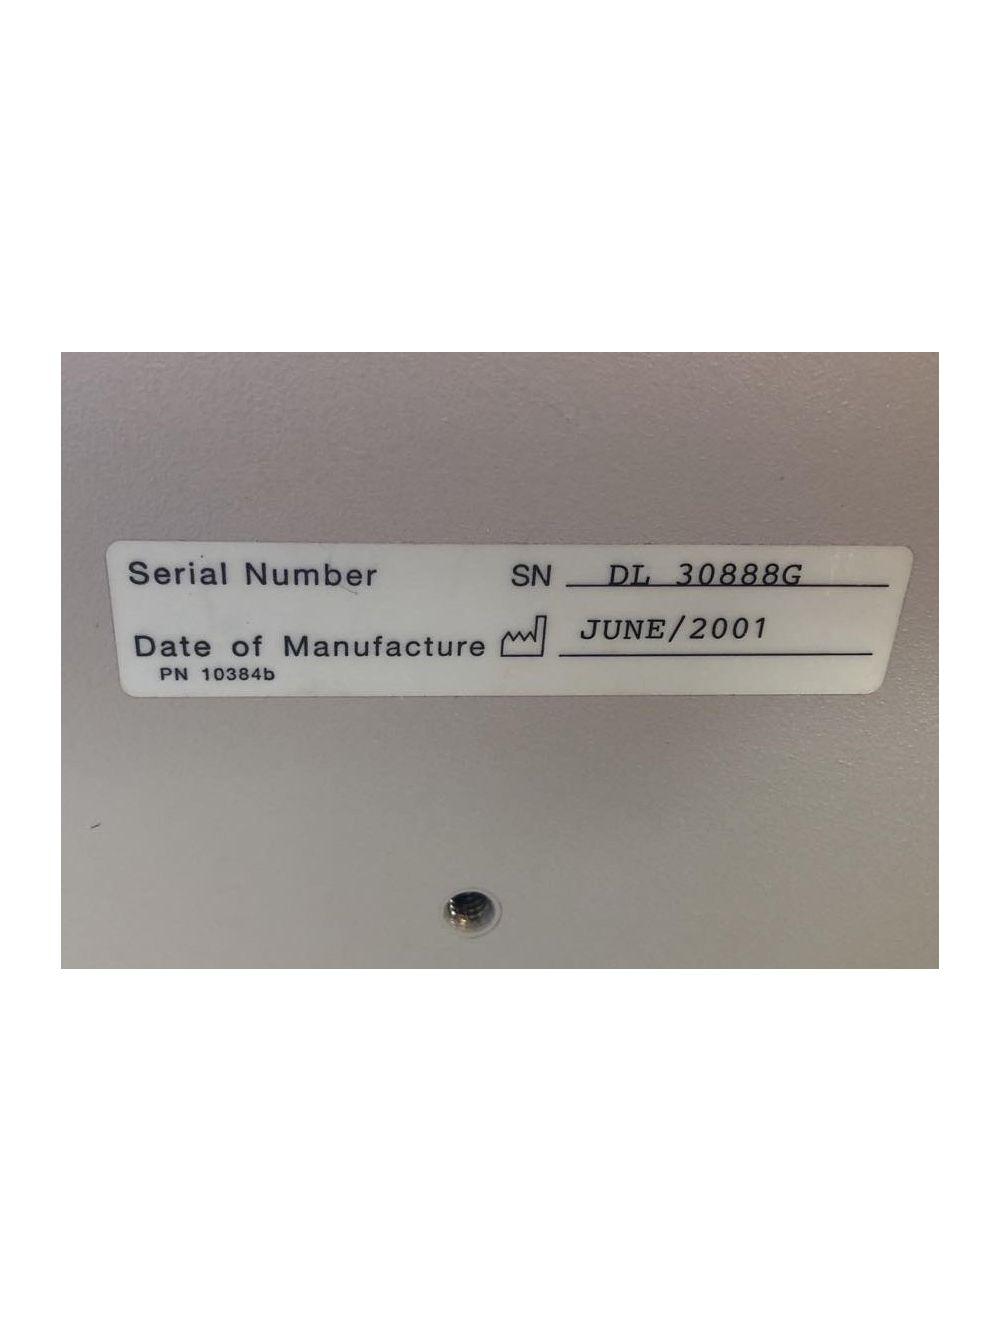 Serial Number SN DL 30888G
Date of Manufacture JUNE/2001
PN 10384b